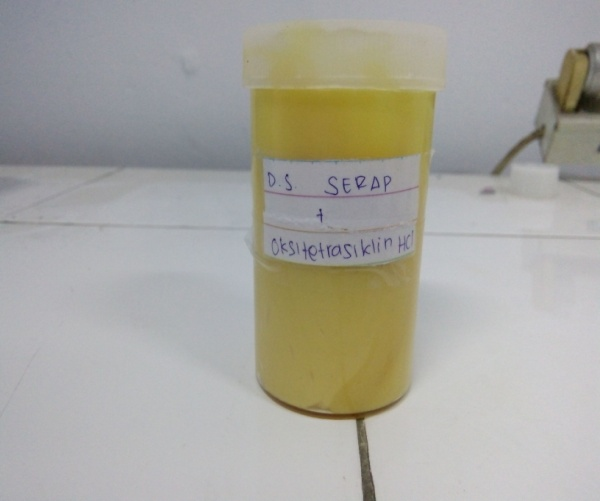 D.S. SERAP
+
Oksitetrasiklin HCl